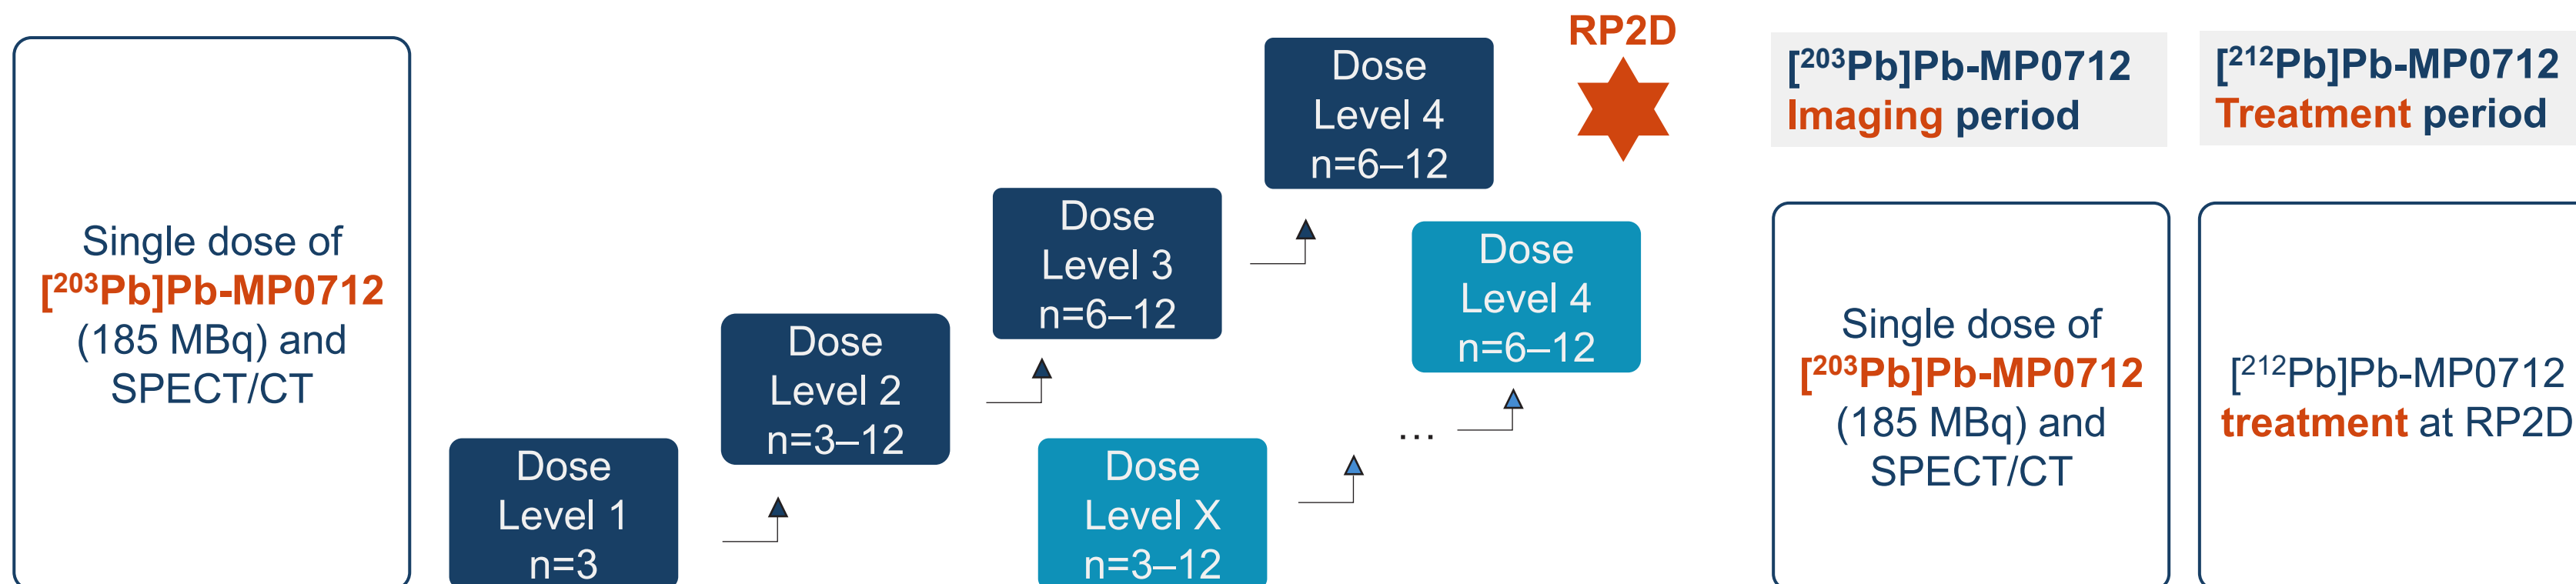 Single dose of
[²⁰³Pb]Pb-MP0712
(185 MBq) and
SPECT/CT
Dose
Level 1
n=3
Dose
Level 2
n=3–12
Dose
Level 3
n=6–12
Dose
Level 4
n=6–12
RP2D
Dose
Level X
n=3–12
...
Dose
Level 4
n=6–12
[²⁰³Pb]Pb-MP0712
Imaging period
Single dose of
[²⁰³Pb]Pb-MP0712
(185 MBq) and
SPECT/CT
[²¹²Pb]Pb-MP0712
Treatment period
[²¹²Pb]Pb-MP0712
treatment at RP2D